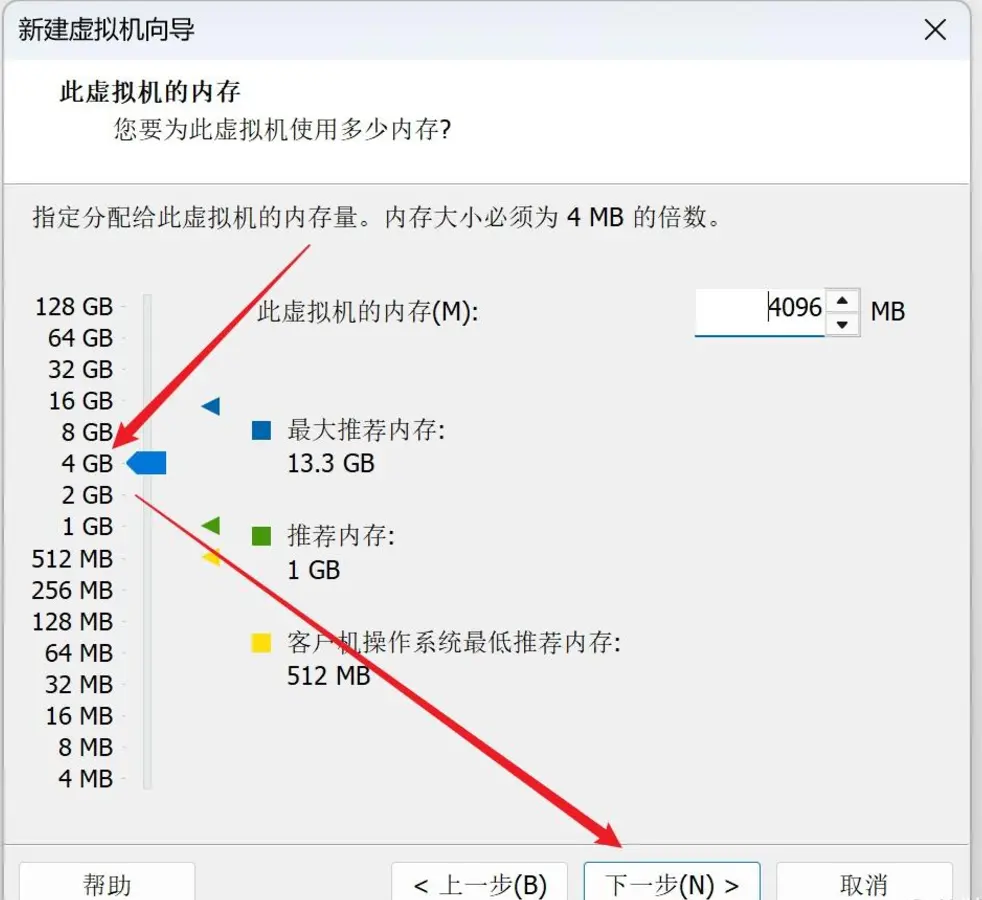 新建虚拟机向导
此虚拟机的内存
您要为此虚拟机使用多少内存?
指定分配给此虚拟机的内存量。内存大小必须为 4 MB 的倍数。
128 GB
64 GB
32 GB
16 GB
8 GB
4 GB
2 GB
1 GB
512 MB
256 MB
128 MB
64 MB
32 MB
16 MB
8 MB
4 MB
此虚拟机的内存(M): 4096 MB
最大推荐内存:
13.3 GB
推荐内存:
1 GB
客户机操作系统最低推荐内存:
512 MB
帮助 < 上一步(B) 下一步(N) > 取消